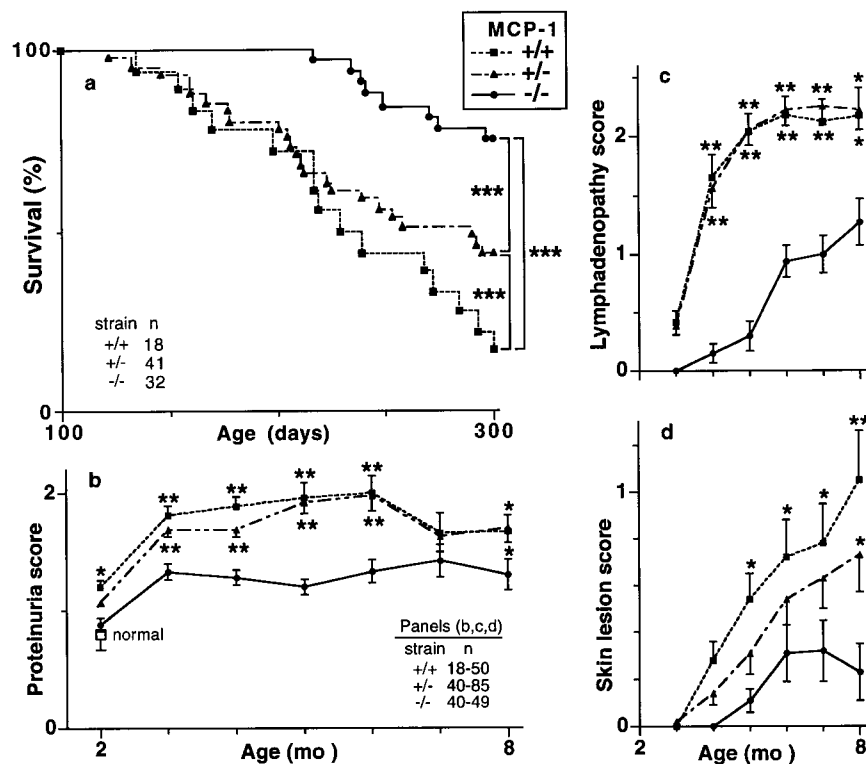 MCP-1
+/+
+/-
-/-
a
100
Survival (%)
0
***
***
***
strain n
+/+ 18
+/- 41
-/- 32
100 Age (days) 300
c
Lymphadenopathy score
2
1
0
** ** ** ** *
** ** ** ** *
b
Proteinuria score
2
1
0
* ** ** ** ** *
** ** ** ** *
normal
Panels (b,c,d)
strain n
+/+ 18-50
+/- 40-85
-/- 40-49
2 Age (mo) 8
d
Skin lesion score
1
0
* * * **
*
2 Age (mo) 8